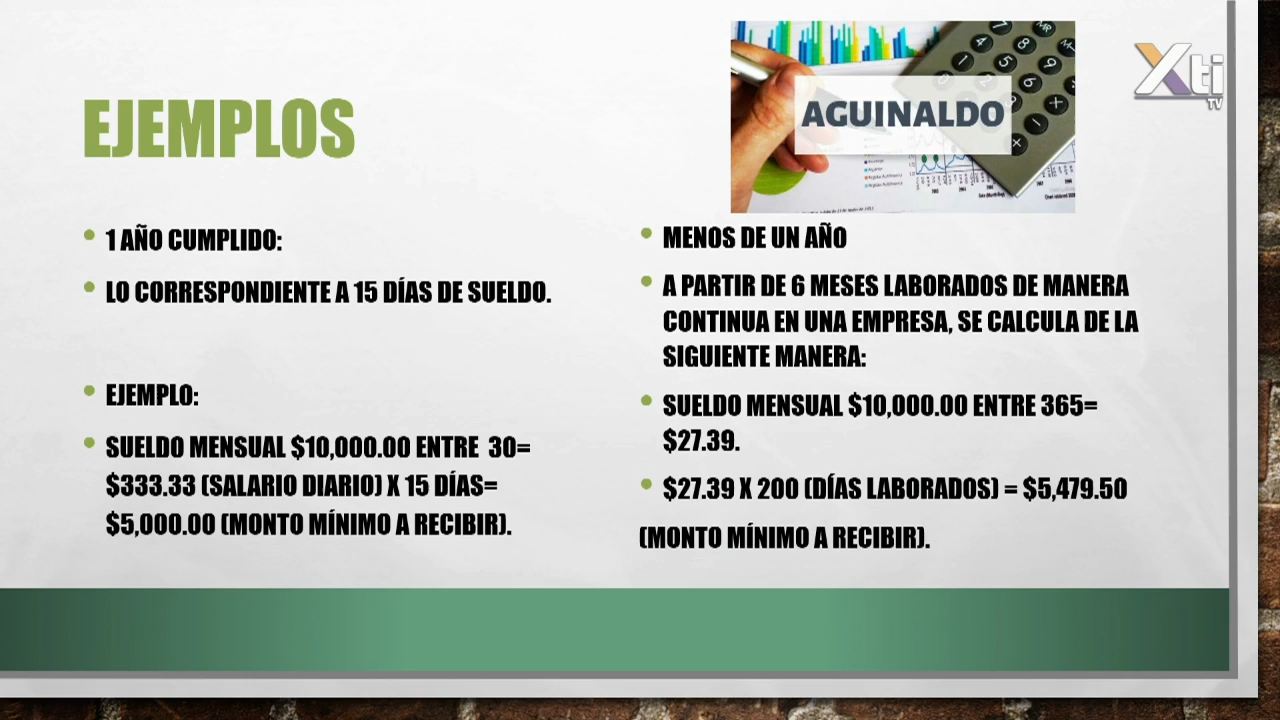 EJEMPLOS
AGUINALDO
Xti
TV
• 1 AÑO CUMPLIDO:
• LO CORRESPONDIENTE A 15 DÍAS DE SUELDO.
• EJEMPLO:
• SUELDO MENSUAL $10,000.00 ENTRE 30=
$333.33 (SALARIO DIARIO) X 15 DÍAS=
$5,000.00 (MONTO MÍNIMO A RECIBIR).
• MENOS DE UN AÑO
• A PARTIR DE 6 MESES LABORADOS DE MANERA
CONTINUA EN UNA EMPRESA, SE CALCULA DE LA
SIGUIENTE MANERA:
• SUELDO MENSUAL $10,000.00 ENTRE 365=
$27.39.
• $27.39 X 200 (DÍAS LABORADOS) = $5,479.50
(MONTO MÍNIMO A RECIBIR).